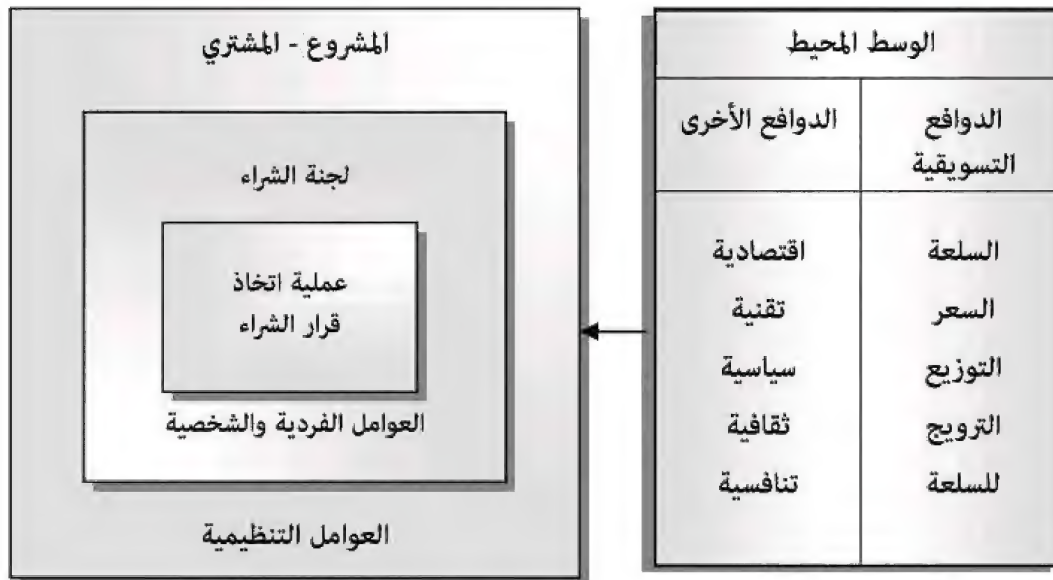 الوسط المحيط
الدوافع
التسويقية
الدوافع الأخرى
السلعة
اقتصادية
السعر
تقنية
التوزيع
سياسية
الترويج
ثقافية
للسلعة
تنافسية
المشروع - المشتري
لجنة الشراء
عملية اتخاذ
قرار الشراء
العوامل الفردية والشخصية
العوامل التنظيمية